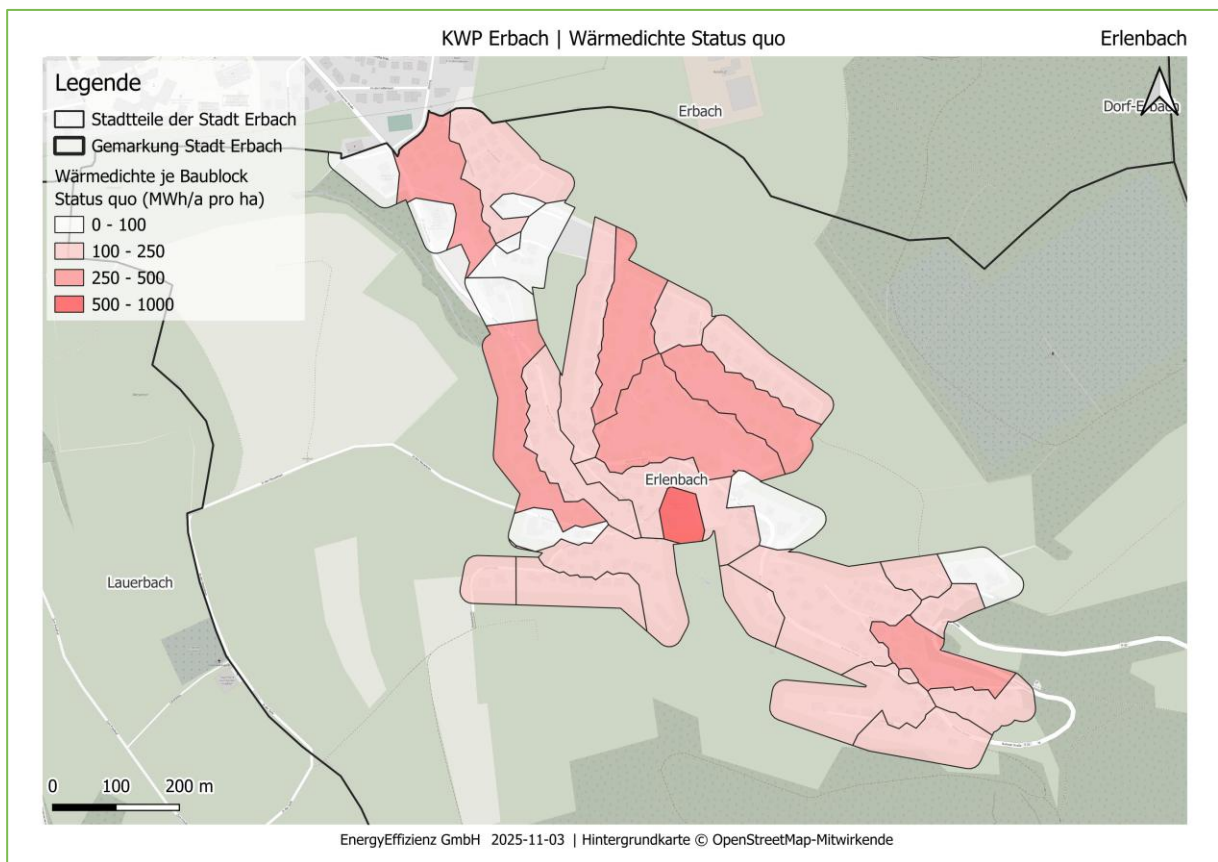 KWP Erbach | Wärmedichte Status quo
Erlenbach
Legende
Stadtteile der Stadt Erbach
Gemarkung Stadt Erbach
Wärmedichte je Baublock
Status quo (MWh/a pro ha)
0 - 100
100 - 250
250 - 500
500 - 1000
Erbach
Dorf-Erbach
Erlenbach
Lauerbach
0 100 200 m
EnergyEffizienz GmbH 2025-11-03 | Hintergrundkarte © OpenStreetMap-Mitwirkende